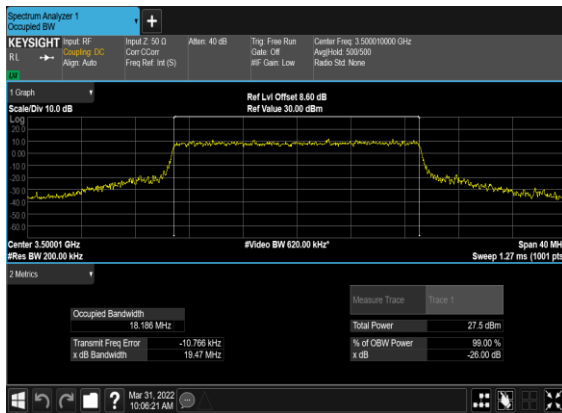 Spectrum Analyzer 1
Occupied BW
KEYSIGHT
RL
Input: RF
Coupling: DC
Align: Auto
Input Z: 50 Ω
Corr CCorr
Freq Ref: Int (S)
Atten: 40 dB
Trig: Free Run
Gate: Off
#IF Gain: Low
Center Freq: 3.500010000 GHz
Avg|Hold: 500/500
Radio Std: None
1 Graph
Scale/Div 10.0 dB
Ref Lvl Offset 8.60 dB
Ref Value 30.00 dBm
Log
20.0
10.0
0.00
-10.0
-20.0
-30.0
-40.0
-50.0
-60.0
Center 3.50001 GHz
#Res BW 200.00 kHz
#Video BW 620.00 kHz*
Span 40 MH
Sweep 1.27 ms (1001 pts
2 Metrics
Occupied Bandwidth
18.186 MHz
Transmit Freq Error -10.766 kHz
x dB Bandwidth 19.47 MHz
Measure Trace Trace 1
Total Power 27.5 dBm
% of OBW Power 99.00 %
x dB -26.00 dB
Mar 31, 2022
10:06:21 AM